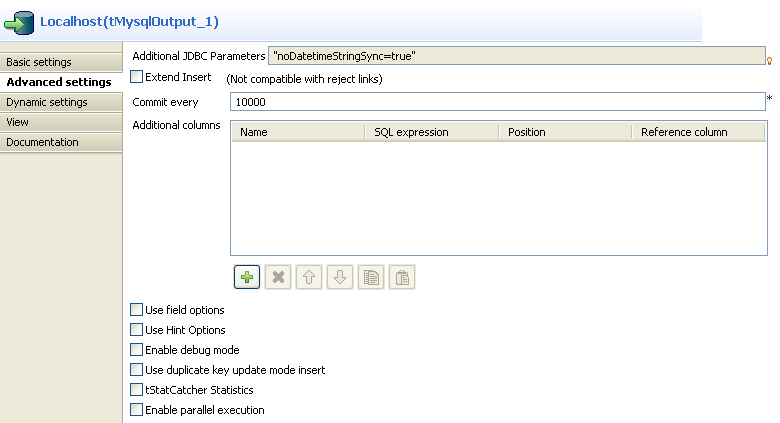 Localhost(tMysqlOutput_1)
Basic settings
Advanced settings
Dynamic settings
View
Documentation
Additional JDBC Parameters "noDatetimeStringSync=true"
Extend Insert (Not compatible with reject links)
Commit every 10000 *
Additional columns
Name SQL expression Position Reference column
Use field options
Use Hint Options
Enable debug mode
Use duplicate key update mode insert
tStatCatcher Statistics
Enable parallel execution